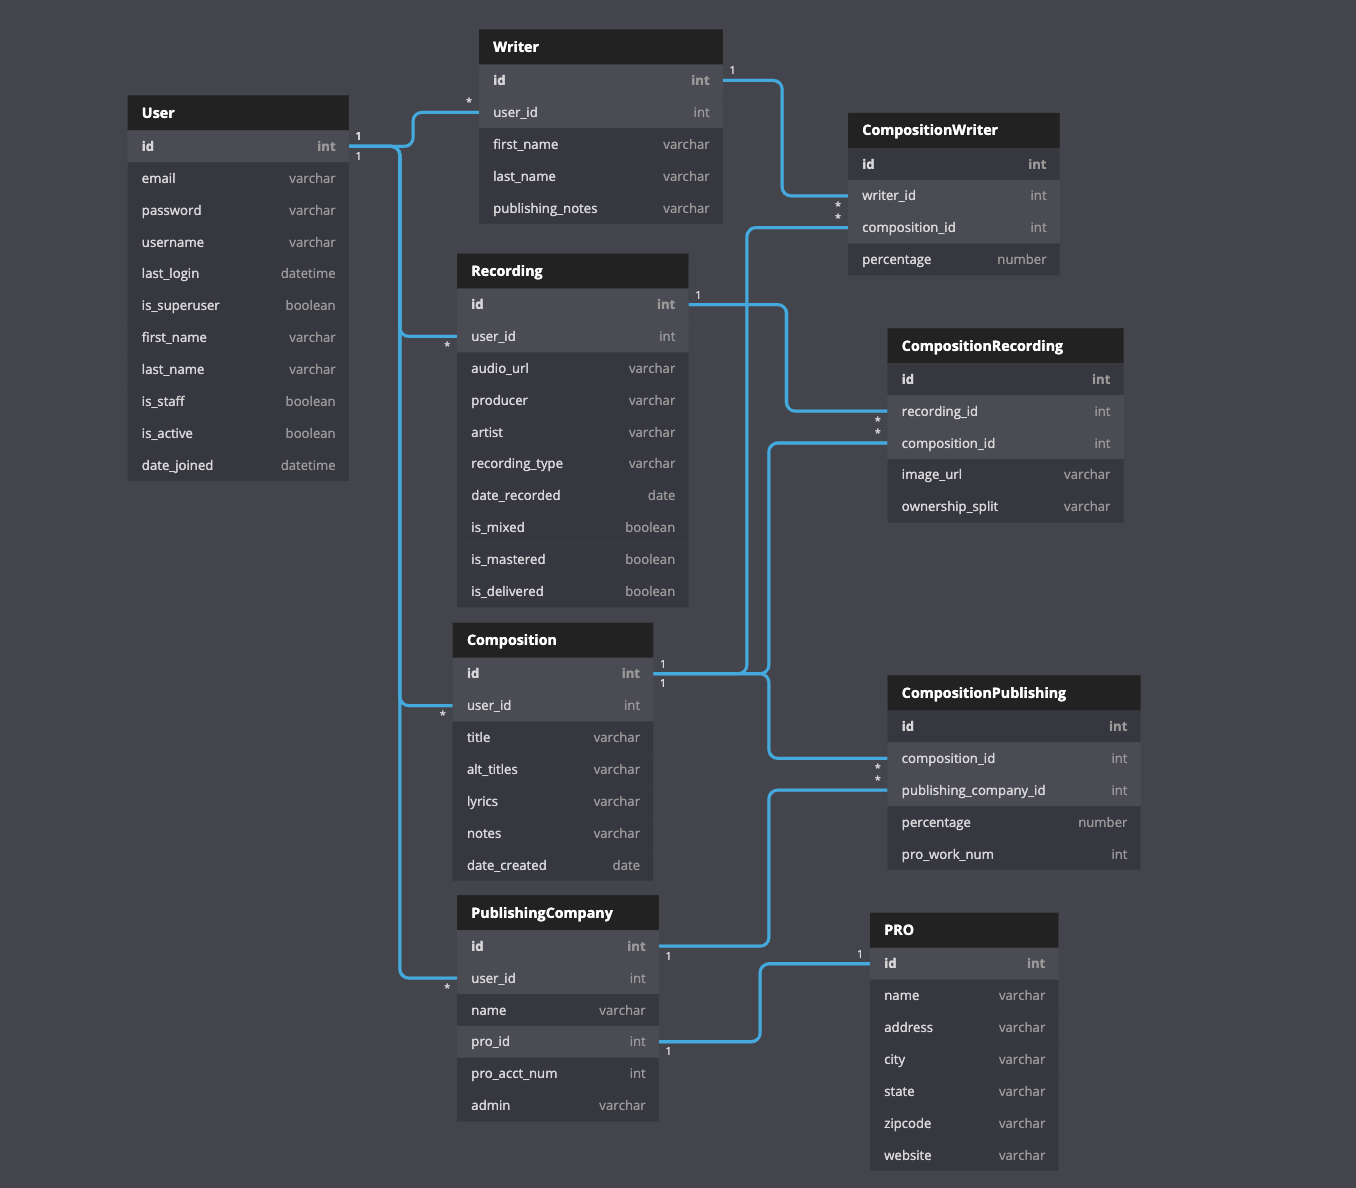 User
id int
email varchar
password varchar
username varchar
last_login datetime
is_superuser boolean
first_name varchar
last_name varchar
is_staff boolean
is_active boolean
date_joined datetime
1
1
Writer
id int
user_id int
first_name varchar
last_name varchar
publishing_notes varchar
*
1
Recording
id int
user_id int
audio_url varchar
producer varchar
artist varchar
recording_type varchar
date_recorded date
is_mixed boolean
is_mastered boolean
is_delivered boolean
1
*
Composition
id int
user_id int
title varchar
alt_titles varchar
lyrics varchar
notes varchar
date_created date
1
1
*
PublishingCompany
id int
user_id int
name varchar
pro_id int
pro_acct_num int
admin varchar
1
*
1
CompositionWriter
id int
writer_id int
composition_id int
percentage number
*
*
CompositionRecording
id int
recording_id int
composition_id int
image_url varchar
ownership_split varchar
*
*
CompositionPublishing
id int
composition_id int
publishing_company_id int
percentage number
pro_work_num int
*
*
PRO
id int
name varchar
address varchar
city varchar
state varchar
zipcode varchar
website varchar
1